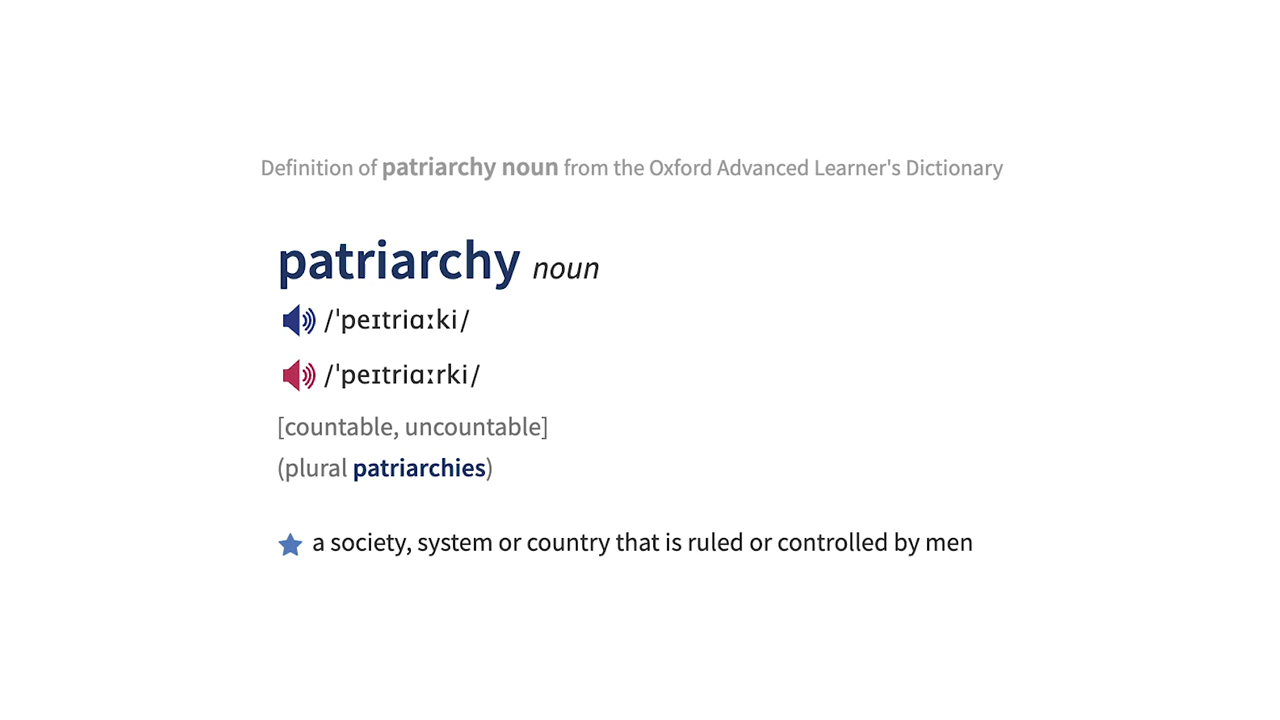 Definition of patriarchy noun from the Oxford Advanced Learner's Dictionary
patriarchy noun
/ˈpeɪtriɑːki/
/ˈpeɪtriɑːrki/
[countable, uncountable]
(plural patriarchies)
a society, system or country that is ruled or controlled by men